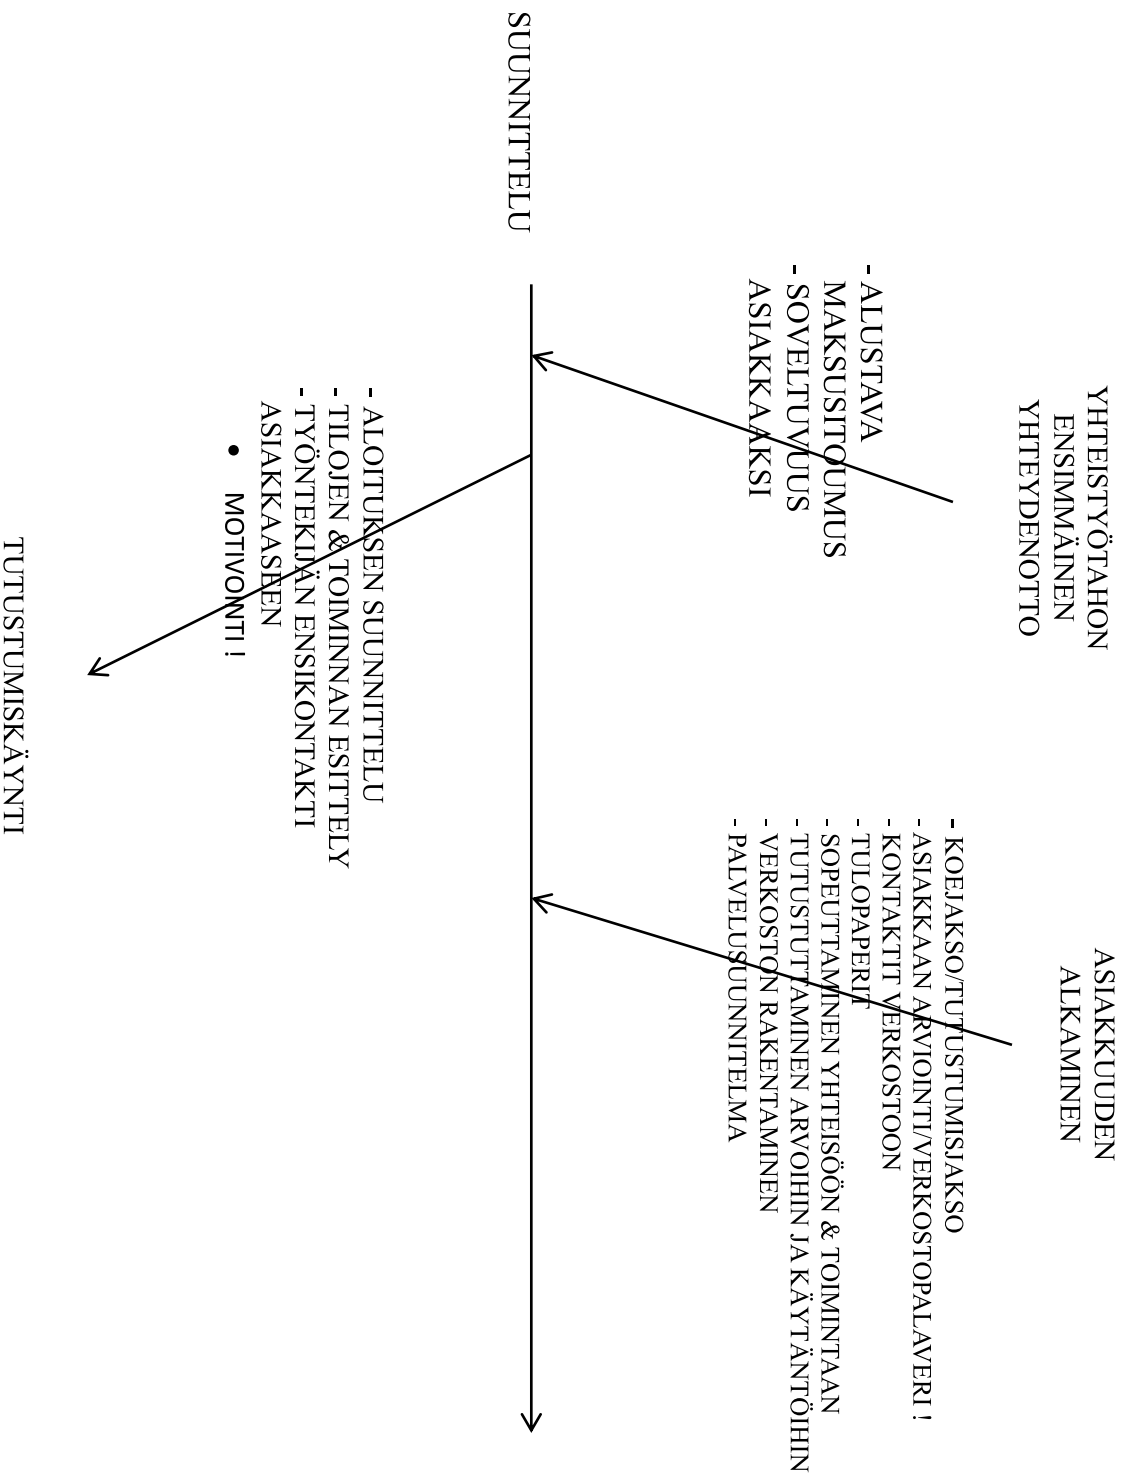 YHTEISTYÖTAHON
ENSIMMÄINEN
YHTEYDENOTTO
- ALUSTAVA
MAKSUSITOUMUS
- SOVELTUVUUS
ASIAKKAAKSI
ASIAKKUUDEN
ALKAMINEN
- KOEJAKSO/TUTUSTUMISJAKSO
- ASIAKKAAN ARVIOINTI/VERKOSTOPALAVERI !
- KONTAKTIT VERKOSTOON
- TULOPAPERIT
- SOPEUTTAMINEN YHTEISÖÖN & TOIMINTAAN
- TUTUSTUTTAMINEN ARVOIHIN JA KÄYTÄNTÖIHIN
- VERKOSTON RAKENTAMINEN
- PALVELUSUUNNITELMA
SUUNNITTELU
- ALOITUKSEN SUUNNITTELU
- TILOJEN & TOIMINNAN ESITTELY
- TYÖNTEKIJÄN ENSIKONTAKTI
ASIAKKAASEEN
• MOTIVOINTI !
TUTUSTUMISKÄYNTI